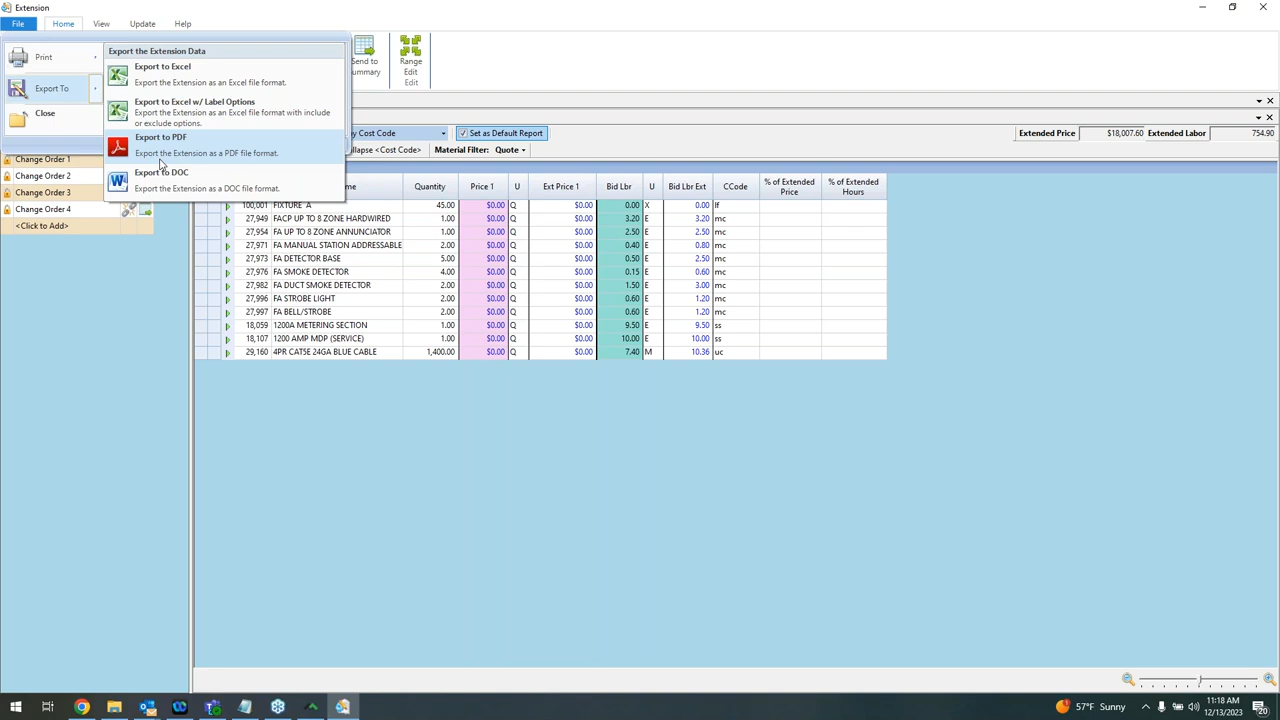 Extension
File Home View Update Help
Print
Export To
Close
Export the Extension Data
Export to Excel
Export the Extension as an Excel file format.
Export to Excel w/ Label Options
Export the Extension as an Excel file format with include
or exclude options.
Export to PDF
Export the Extension as a PDF file format.
Export to DOC
Export the Extension as a DOC file format.
Send to
ummary
Range
Edit
Edit
y Cost Code
Set as Default Report
Extended Price $18,007.60 Extended Labor 754.90
llapse <Cost Code>
Material Filter: Quote
Change Order 1
Change Order 2
Change Order 3
Change Order 4
<Click to Add>
me Quantity Price 1 U Ext Price 1 Bid Lbr U Bid Lbr Ext CCode % of Extended Price % of Extended Hours
100,001 FIXTURE A 45.00 $0.00 Q $0.00 0.00 X 0.00 lf
27,949 FACP UP TO 8 ZONE HARDWIRED 1.00 $0.00 Q $0.00 3.20 E 3.20 mc
27,954 FA UP TO 8 ZONE ANNUNCIATOR 1.00 $0.00 Q $0.00 2.50 E 2.50 mc
27,971 FA MANUAL STATION ADDRESSABLE 2.00 $0.00 Q $0.00 0.40 E 0.80 mc
27,973 FA DETECTOR BASE 5.00 $0.00 Q $0.00 0.50 E 2.50 mc
27,976 FA SMOKE DETECTOR 4.00 $0.00 Q $0.00 0.15 E 0.60 mc
27,982 FA DUCT SMOKE DETECTOR 2.00 $0.00 Q $0.00 1.50 E 3.00 mc
27,996 FA STROBE LIGHT 2.00 $0.00 Q $0.00 0.60 E 1.20 mc
27,997 FA BELL/STROBE 2.00 $0.00 Q $0.00 0.60 E 1.20 mc
18,059 1200A METERING SECTION 1.00 $0.00 Q $0.00 9.50 E 9.50 ss
18,107 1200 AMP MDP (SERVICE) 1.00 $0.00 Q $0.00 10.00 E 10.00 ss
29,160 4PR CAT5E 24GA BLUE CABLE 1,400.00 $0.00 Q $0.00 7.40 M 10.36 uc
57°F Sunny
11:18 AM
12/13/2023
20